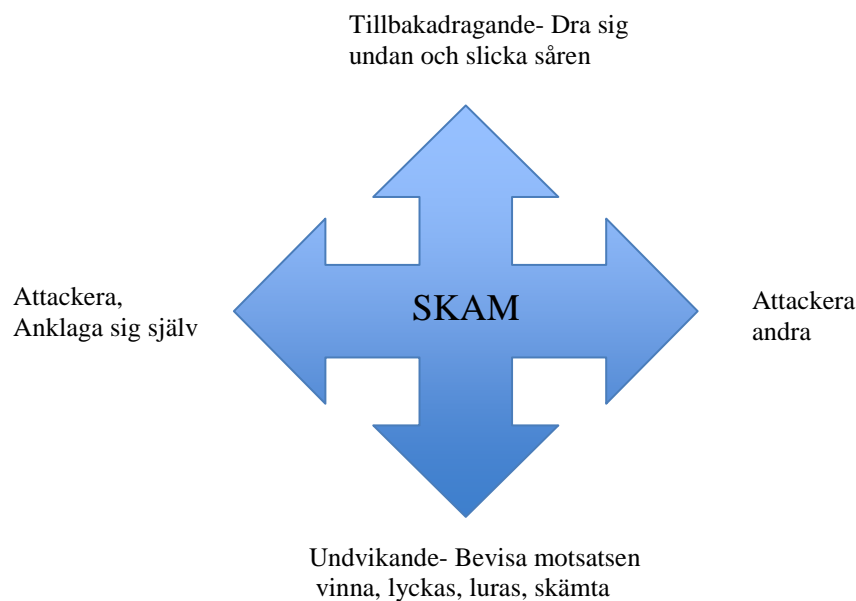 Tillbakadragande- Dra sig
undan och slicka såren
Attackera,
Anklaga sig själv
SKAM
Attackera
andra
Undvikande- Bevisa motsatsen
vinna, lyckas, luras, skämta